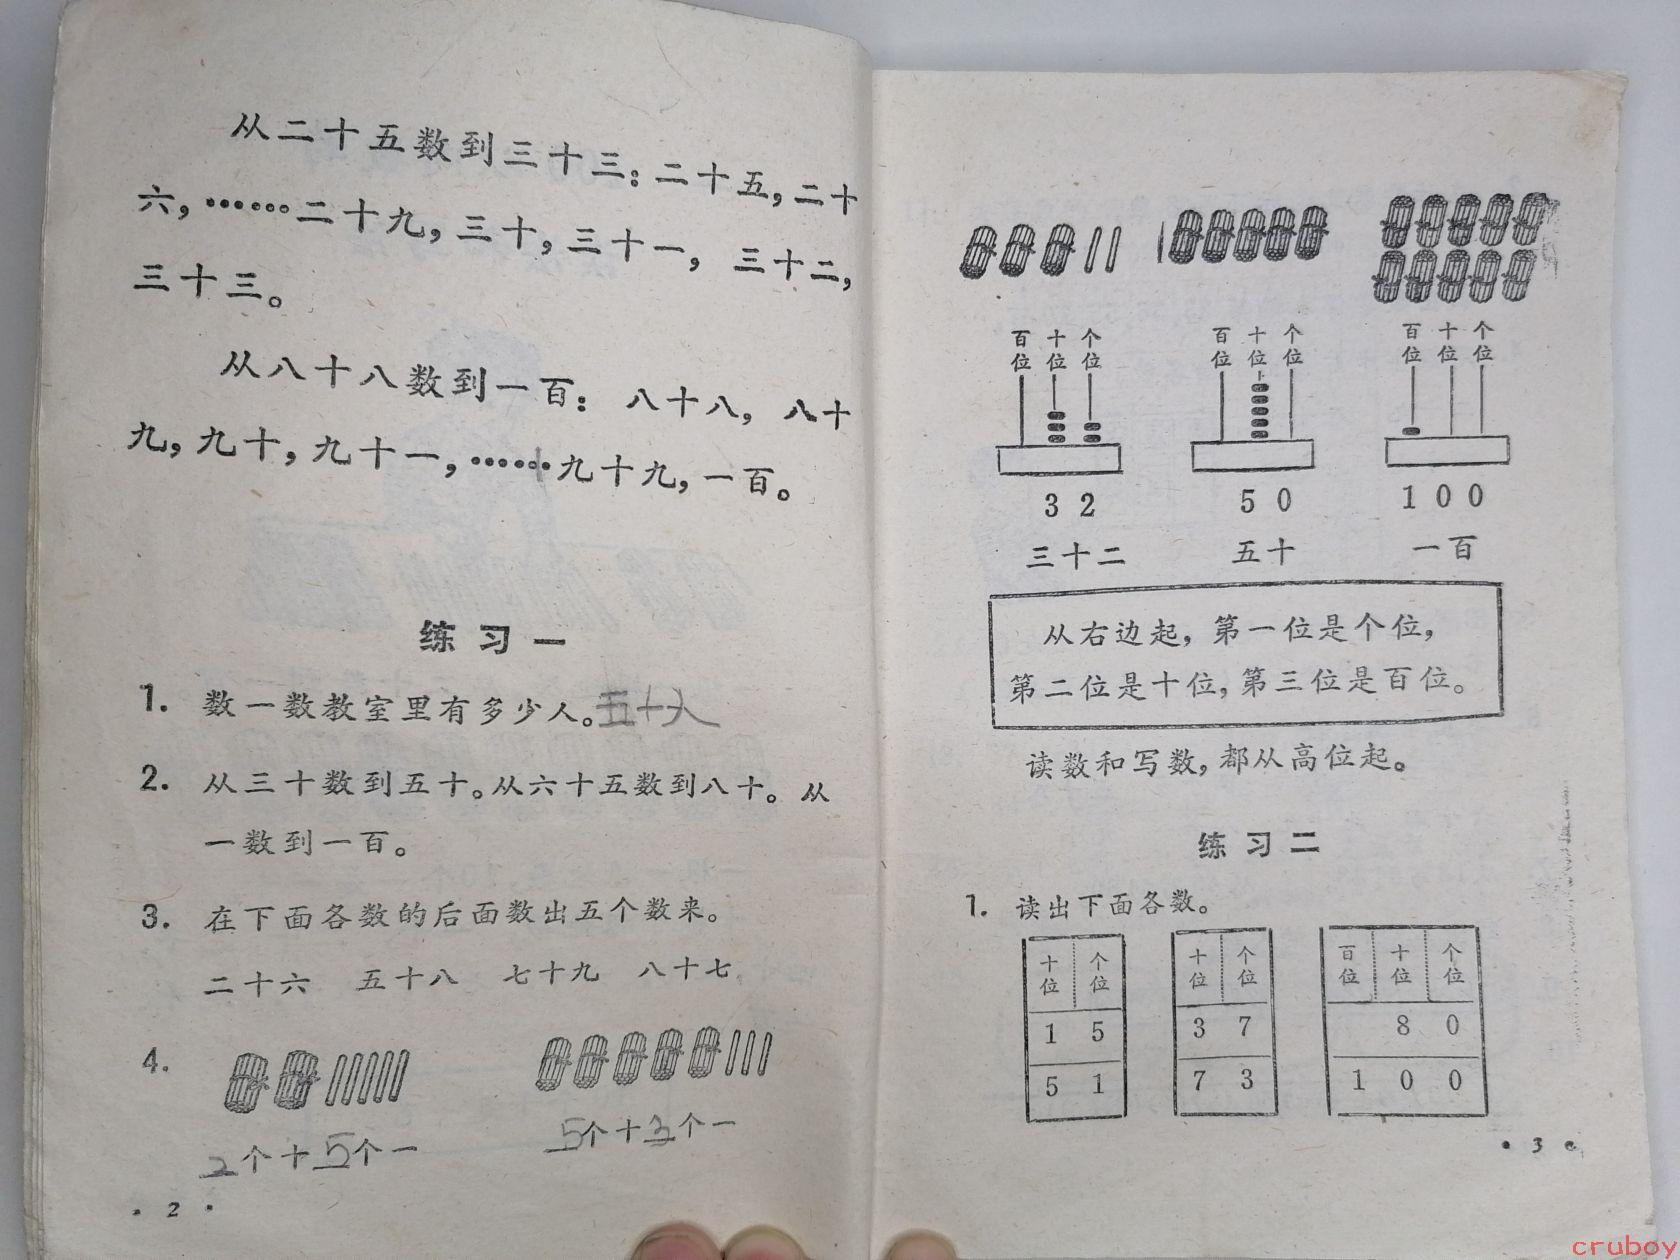 从二十五数到三十三：二十五，二十
六，……二十九，三十，三十一，三十二，
三十三。
从八十八数到一百：八十八，八十
九，九十，九十一，……九十九，一百。
练习一
1. 数一数教室里有多少人。五十人
2. 从三十数到五十。从六十五数到八十。从
一数到一百。
3. 在下面各数的后面数出五个数来。
二十六 五十八 七十九 八十七
4.
2个十5个一 5个十3个一
·2·
百位 十位 个位 百位 十位 个位 百位 十位 个位
32 50 100
三十二 五十 一百
从右边起，第一位是个位，
第二位是十位，第三位是百位。
读数和写数，都从高位起。
练习二
1. 读出下面各数。
十位 个位 十位 个位 百位 十位 个位
1 5 3 7 8 0
5 1 7 3 1 0 0
·3·
cruboy